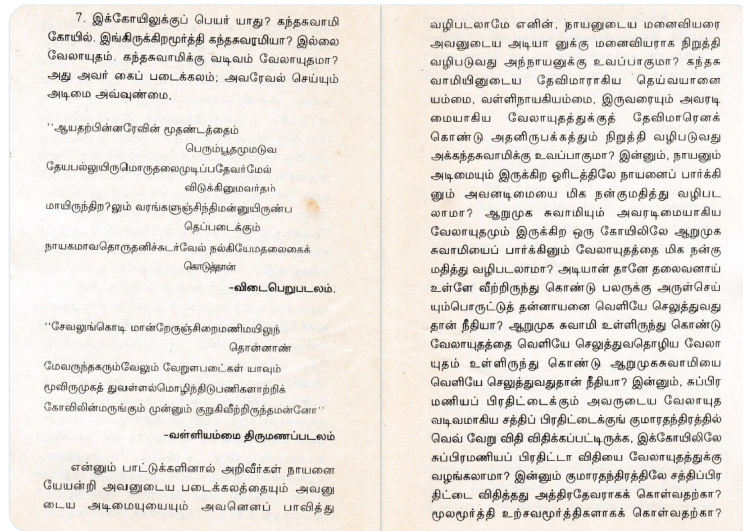 7. இக்கோயிலுக்குப் பெயர் யாது? கந்தசுவாமி
கோயில். இங்கிருக்கிறமூர்த்தி கந்தசுவரமியா? இல்லை
வேலாயுதம். கந்தசுவாமிக்கு வடிவம் வேலாயுதமா?
அது அவர் கைப் படைக்கலம்; அவரேவல் செய்யும்
அடிமை அவ்வுண்மை,
"ஆயதற்பின்னரேவின் மூதண்டத்தைம்
பெரும்பூதமுமடுவ
தேயபல்லுயிருமொருதலைமுடிப்பதேவர்மேல்
விடுக்கினுமவர்தம்
மாயிருந்திற?லும் வரங்களுஞ்சிந்திமன்னுயிருண்ப
தெப்படைக்கும்
நாயகமாவதொருதனிச்சுடர்வேல் நல்கியேமதலைகைக்
கொடுத்தான்
-விடைபெறுபடலம்.
"சேவலுங்கொடி மான்றேருஞ்சிறைமணிமயிலுந்
தொன்னாண்
மேவருந்தகரும்வேலும் வேறுளபடைகள் யாவும்
மூவிருமுகத் துவள்ளல்மொழிந்திடுபணிகளாற்றிக்
கோவிலின்மருங்கும் முன்னும் குறுகிவீற்றிருந்தமன்னோ"
-வள்ளியம்மை திருமணப்படலம்
என்னும் பாட்டுக்களினால் அறிவீர்கள் நாயனை
யேயன்றி அவனுடைய படைக்கலத்தையும் அவனு
டைய அடிமையுயையும் அவனெனப் பாவித்து
வழிபடலாமே எனின், நாயனுடைய மனைவியரை
அவனுடைய அடியா னுக்கு மனைவியராக நிறுத்தி
வழிபடுவது அந்நாயனுக்கு உவப்பாகுமா? கந்தசு
வாமியினுடைய தேவிமாராகிய தெய்வயானை
யம்மை, வள்ளிநாயகியம்மை, இருவரையும் அவரடி
மையாகிய வேலாயுதத்துக்குத் தேவிமாரெனக்
கொண்டு அதனிருபக்கத்தும் நிறுத்தி வழிபடுவது
அக்கந்தசுவாமிக்கு உவப்பாகுமா? இன்னும், நாயனும்
அடிமையும் இருக்கிற ஓரிடத்திலே நாயனைப் பார்க்கி
னும் அவனடிமையை மிக நன்குமதித்து வழிபட
லாமா? ஆறுமுக சுவாமியும் அவரடிமையாகிய
வேலாயுதமும் இருக்கிற ஒரு கோயிலிலே ஆறுமுக
சுவாமியைப் பார்க்கினும் வேலாயுதத்தை மிக நன்கு
மதித்து வழிபடலாமா? அடியான் தானே தலைவனாய்
உள்ளே வீற்றிருந்து கொண்டு பலருக்கு அருள்செய்
யும்பொருட்டுத் தன்னாயனை வெளியே செலுத்துவது
தான் நீதியா? ஆறுமுக சுவாமி உள்ளிருந்து கொண்டு
வேலாயுதத்தை வெளியே செலுத்துவதொழிய வேலா
யுதம் உள்ளிருந்து கொண்டு ஆறுமுகசுவாமியை
வெளியே செலுத்துவதுதான் நீதியா? இன்னும், சுப்பிர
மணியப் பிரதிட்டைக்கும் அவருடைய வேலாயுத
வடிவமாகிய சத்திப் பிரதிட்டைக்குங் குமாரதந்திரத்தில்
வெவ் வேறு விதி விதிக்கப்பட்டிருக்க, இக்கோயிலிலே
சுப்பிரமணியப் பிரதிட்டா விதியை வேலாயுதத்துக்கு
வழங்கலாமா? இன்னும் குமாரதந்திரத்திலே சத்திப்பிர
திட்டை விதித்தது அத்திரதேவராகக் கொள்வதற்கா?
மூலமூர்த்தி உற்சவமூர்த்திகளாகக் கொள்வதற்கா?